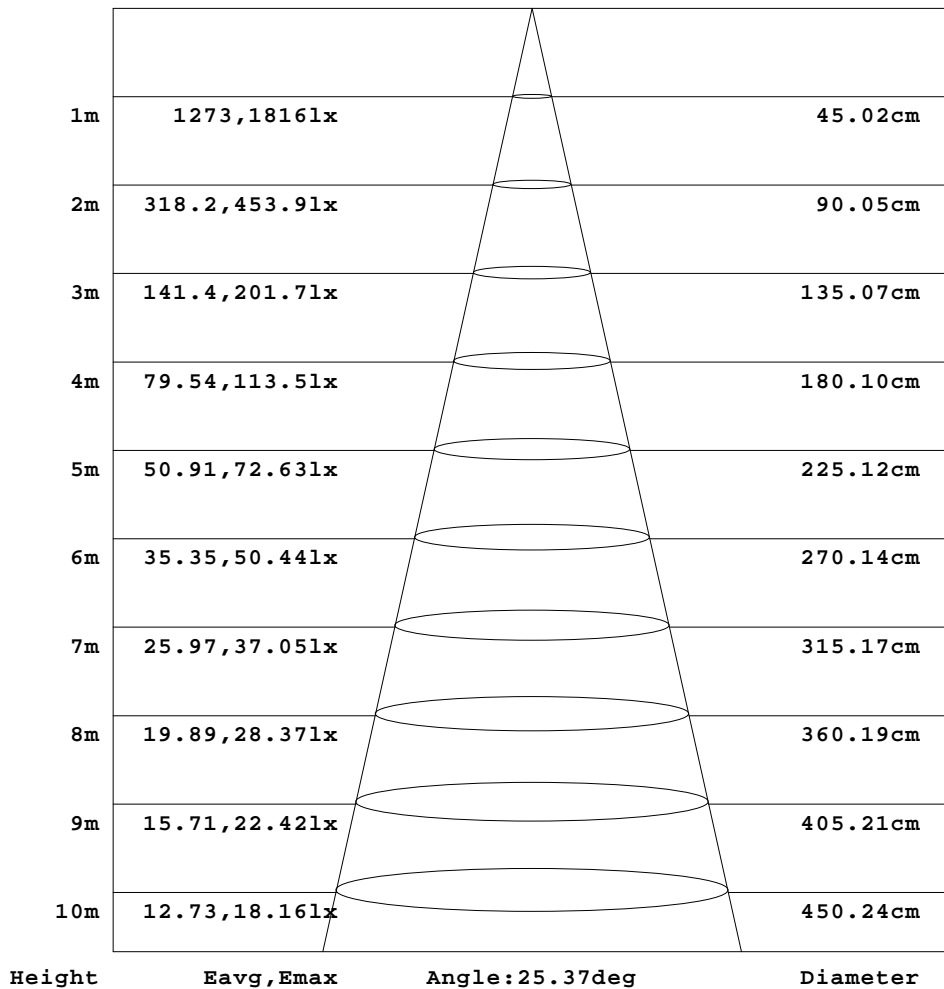 1m 1273,1816lx 45.02cm
2m 318.2,453.9lx 90.05cm
3m 141.4,201.7lx 135.07cm
4m 79.54,113.5lx 180.10cm
5m 50.91,72.63lx 225.12cm
6m 35.35,50.44lx 270.14cm
7m 25.97,37.05lx 315.17cm
8m 19.89,28.37lx 360.19cm
9m 15.71,22.42lx 405.21cm
10m 12.73,18.16lx 450.24cm
Height Eavg,Emax Angle:25.37deg Diameter